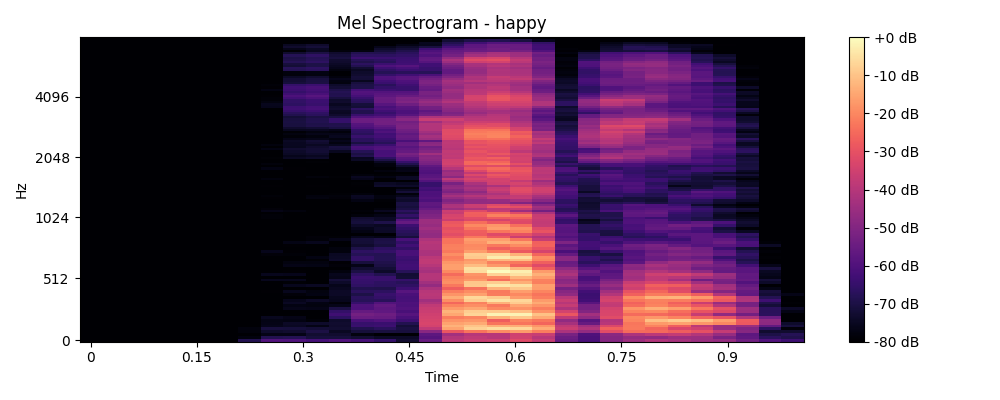 Mel Spectrogram - happy
+0 dB
-10 dB
-20 dB
-30 dB
-40 dB
-50 dB
-60 dB
-70 dB
-80 dB
4096
2048
1024
512
0
Hz
0
0.15
0.3
0.45
0.6
0.75
0.9
Time